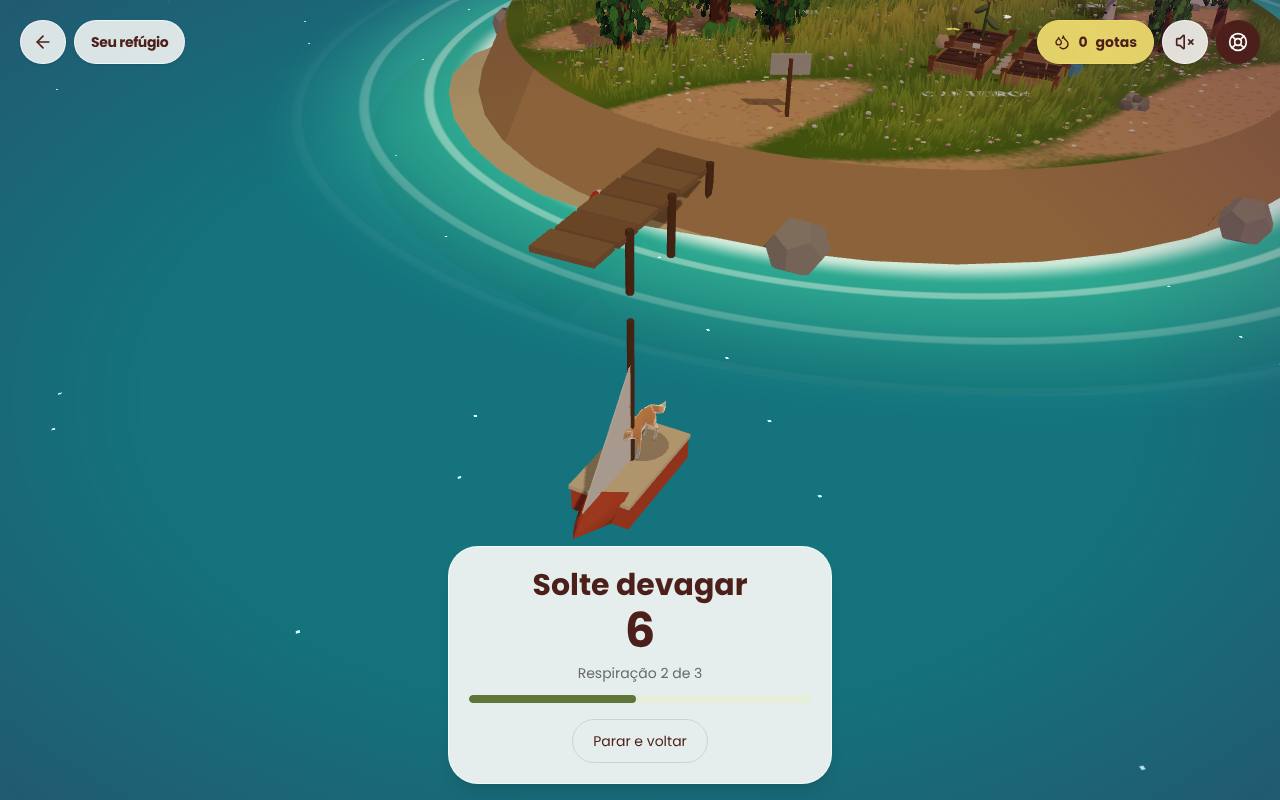 Seu refúgio
0 gotas
Solte devagar
6
Respiração 2 de 3
Parar e voltar